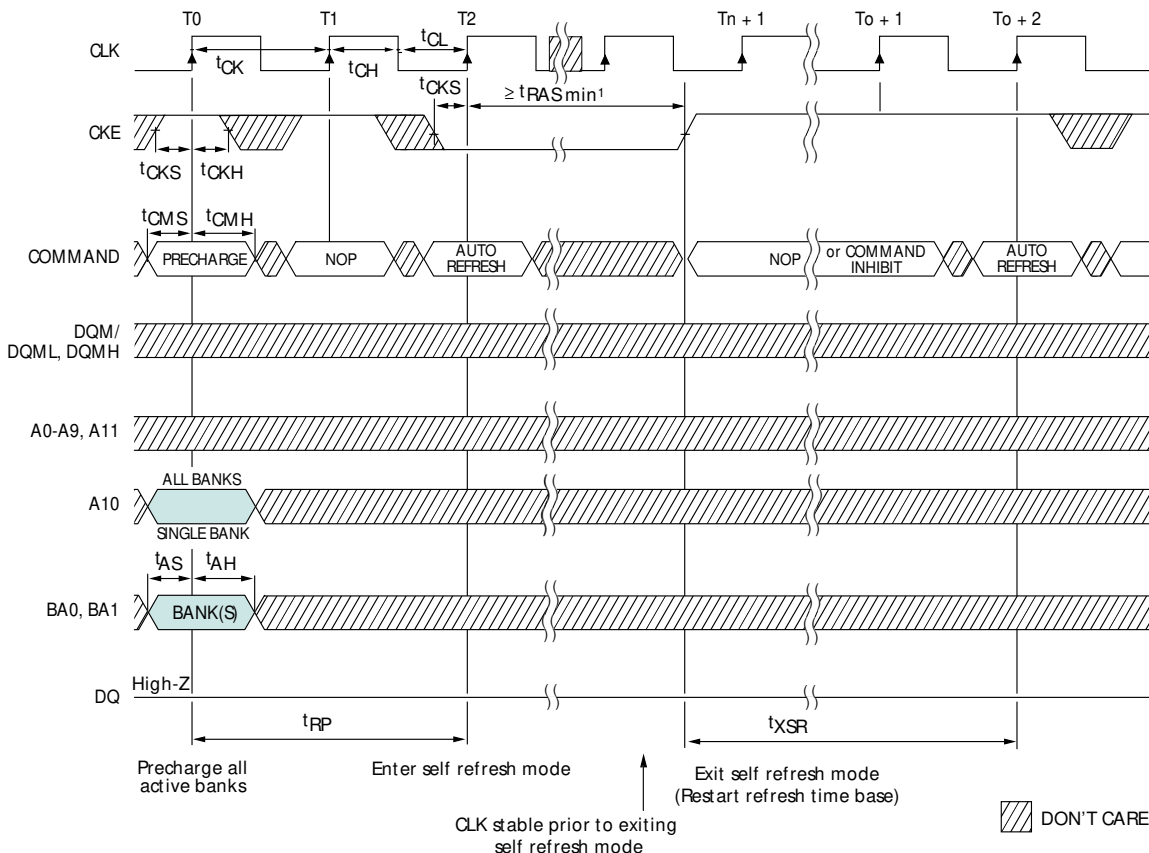 T0 T1 T2 Tn + 1 To + 1 To + 2
CLK
tCK tCH tCL
tCKS ≥ tRAS min1
CKE
tCKS tCKH
tCMS tCMH
COMMAND PRECHARGE NOP AUTO REFRESH NOP or COMMAND INHIBIT AUTO REFRESH
DQM/
DQML, DQMH
A0-A9, A11
ALL BANKS
A10
SINGLE BANK
tAS tAH
BA0, BA1 BANK(S)
DQ High-Z
tRP tXSR
Precharge all
active banks
Enter self refresh mode
CLK stable prior to exiting
self refresh mode
Exit self refresh mode
(Restart refresh time base)
DON'T CARE